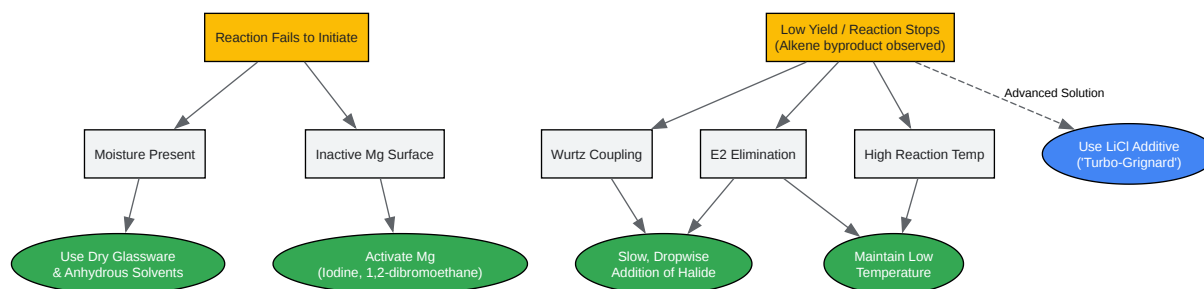 Reaction Fails to Initiate
Low Yield / Reaction Stops
(Alkene byproduct observed)
Advanced Solution
Moisture Present
Inactive Mg Surface
Wurtz Coupling
E2 Elimination
High Reaction Temp
Use LiCl Additive
('Turbo-Grignard')
Use Dry Glassware
& Anhydrous Solvents
Activate Mg
(Iodine, 1,2-dibromoethane)
Slow, Dropwise
Addition of Halide
Maintain Low
Temperature